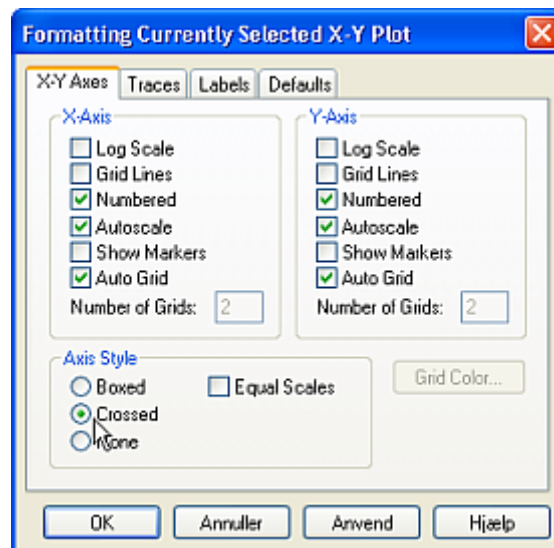 Formatting Currently Selected X-Y Plot
X-Y Axes Traces Labels Defaults
X-Axis
Log Scale
Grid Lines
Numbered
Autoscale
Show Markers
Auto Grid
Number of Grids: 2
Y-Axis
Log Scale
Grid Lines
Numbered
Autoscale
Show Markers
Auto Grid
Number of Grids: 2
Axis Style
Boxed
Crossed
None
Equal Scales
Grid Color...
OK Annuller Anvend Hjælp